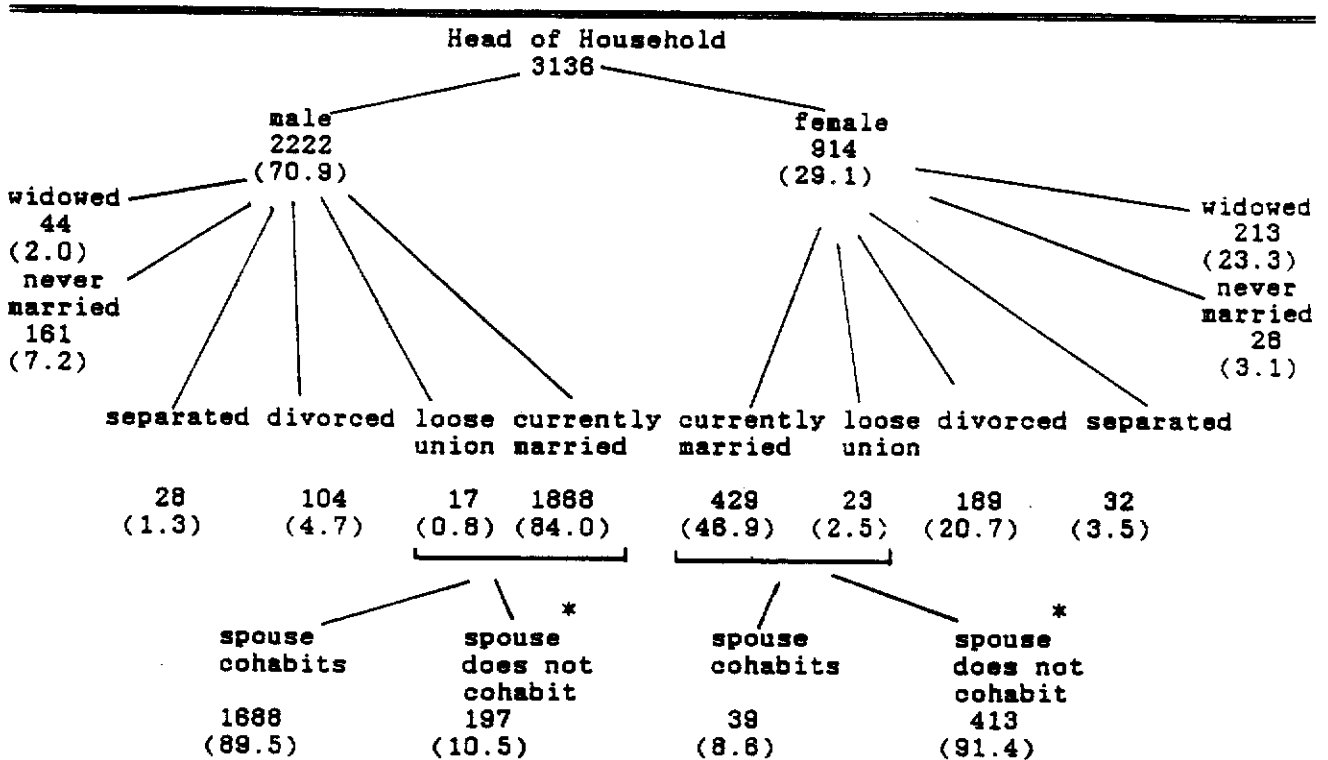 Head of Household
3136
male
2222
(70.9)
female
914
(29.1)
widowed
44
(2.0)
never
married
161
(7.2)
widowed
213
(23.3)
never
married
28
(3.1)
separated divorced loose currently currently loose divorced separated
union married married union
28 104 17 1868 429 23 189 32
(1.3) (4.7) (0.8) (84.0) (46.9) (2.5) (20.7) (3.5)
* *
spouse spouse spouse spouse
cohabits does not cohabits does not
cohabit cohabit
1688 197 39 413
(89.5) (10.5) (8.6) (91.4)